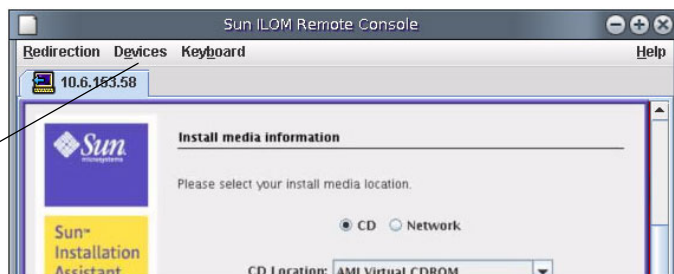 Sun ILOM Remote Console
Redirection Devices Keyboard Help
10.6.153.58
Sun
microsystems
Install media information
Please select your install media location.
CD Network
Sun™
Installation
Assistant
CD Location: AMI Virtual CDROM